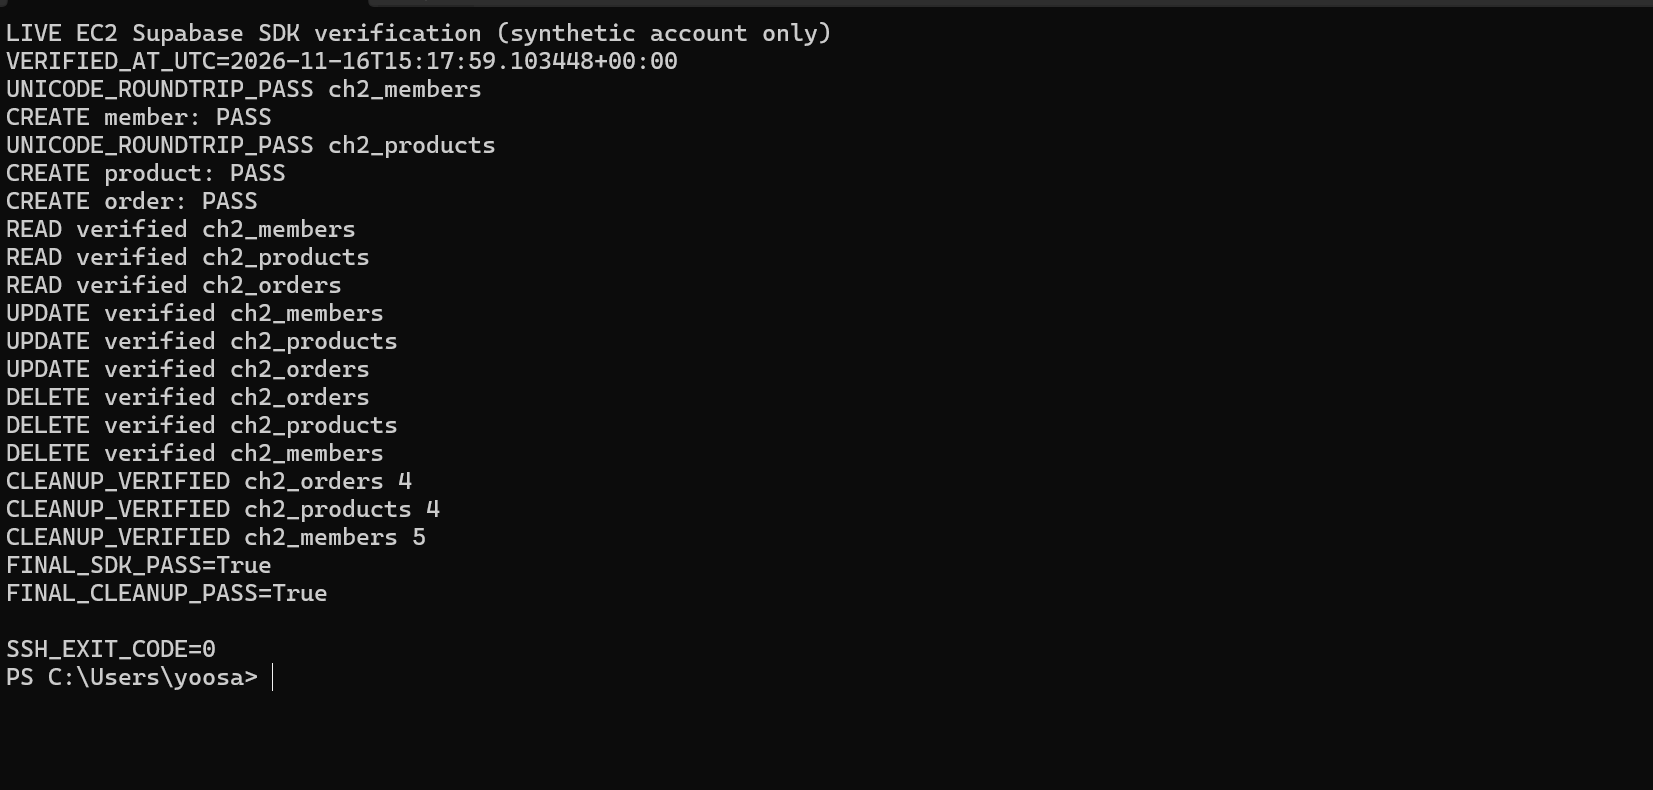 LIVE EC2 Supabase SDK verification (synthetic account only)
VERIFIED_AT_UTC=2026-11-16T15:17:59.103448+00:00
UNICODE_ROUNDTRIP_PASS ch2_members
CREATE member: PASS
UNICODE_ROUNDTRIP_PASS ch2_products
CREATE product: PASS
CREATE order: PASS
READ verified ch2_members
READ verified ch2_products
READ verified ch2_orders
UPDATE verified ch2_members
UPDATE verified ch2_products
UPDATE verified ch2_orders
DELETE verified ch2_orders
DELETE verified ch2_products
DELETE verified ch2_members
CLEANUP_VERIFIED ch2_orders 4
CLEANUP_VERIFIED ch2_products 4
CLEANUP_VERIFIED ch2_members 5
FINAL_SDK_PASS=True
FINAL_CLEANUP_PASS=True
SSH_EXIT_CODE=0
PS C:\Users\yoosa>